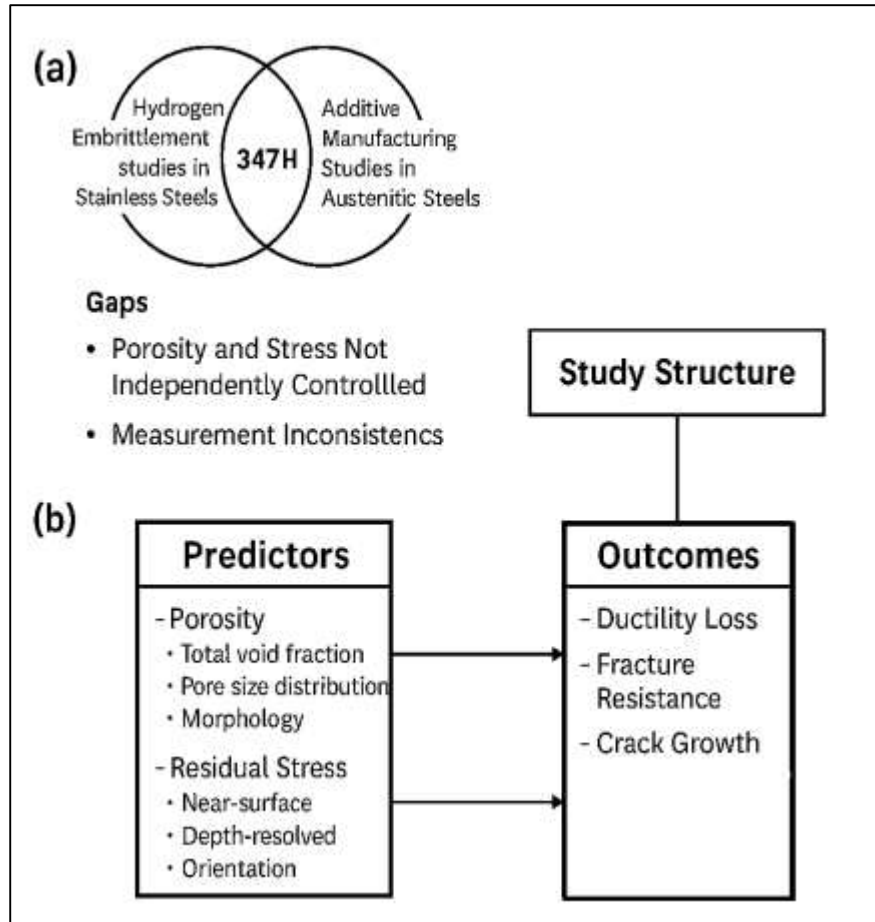 (a)
Hydrogen
Embrittlement
studies in
Stainless Steels
347H
Additive
Manufacturing
Studies in
Austenitic Steels
Gaps
• Porosity and Stress Not
Independently Controllled
• Measurement Inconsistencs
Study Structure
(b)
Predictors
- Porosity
• Total void fraction
• Pore size distribution
• Morphology
- Residual Stress
• Near-surface
• Depth-resolved
• Orientation
Outcomes
- Ductility Loss
- Fracture
Resistance
- Crack Growth